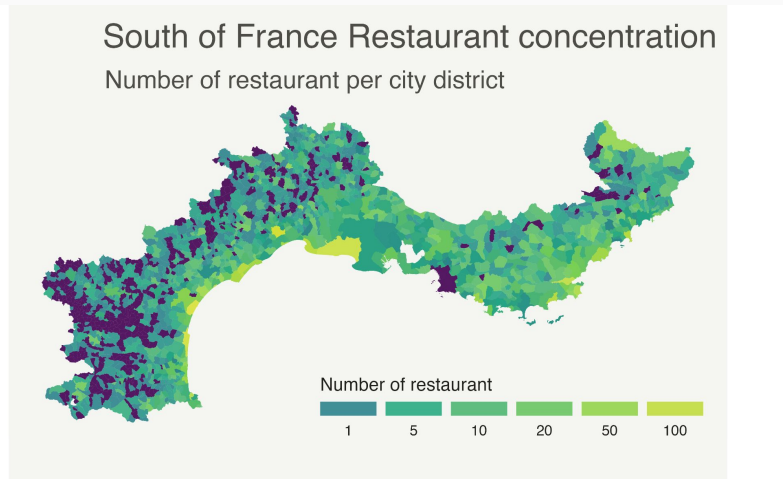 South of France Restaurant concentration
Number of restaurant per city district
Number of restaurant
1 5 10 20 50 100